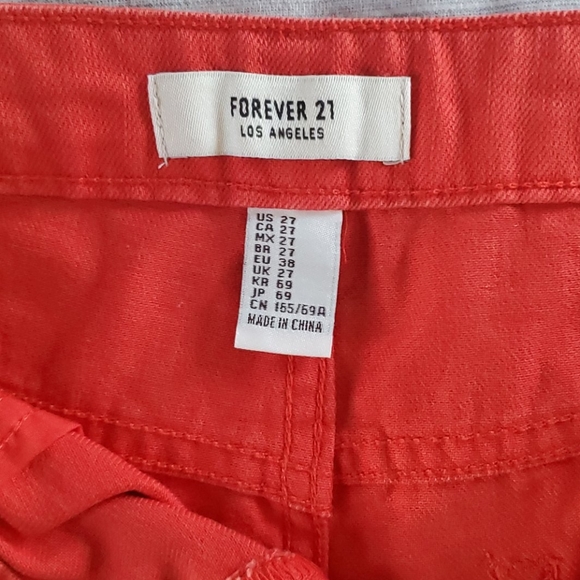 FOREVER 21
LOS ANGELES
US 27
CA 27
MX 27
BR 27
EU 38
UK 27
KR 69
JP 69
CN 165/69A
MADE IN CHINA